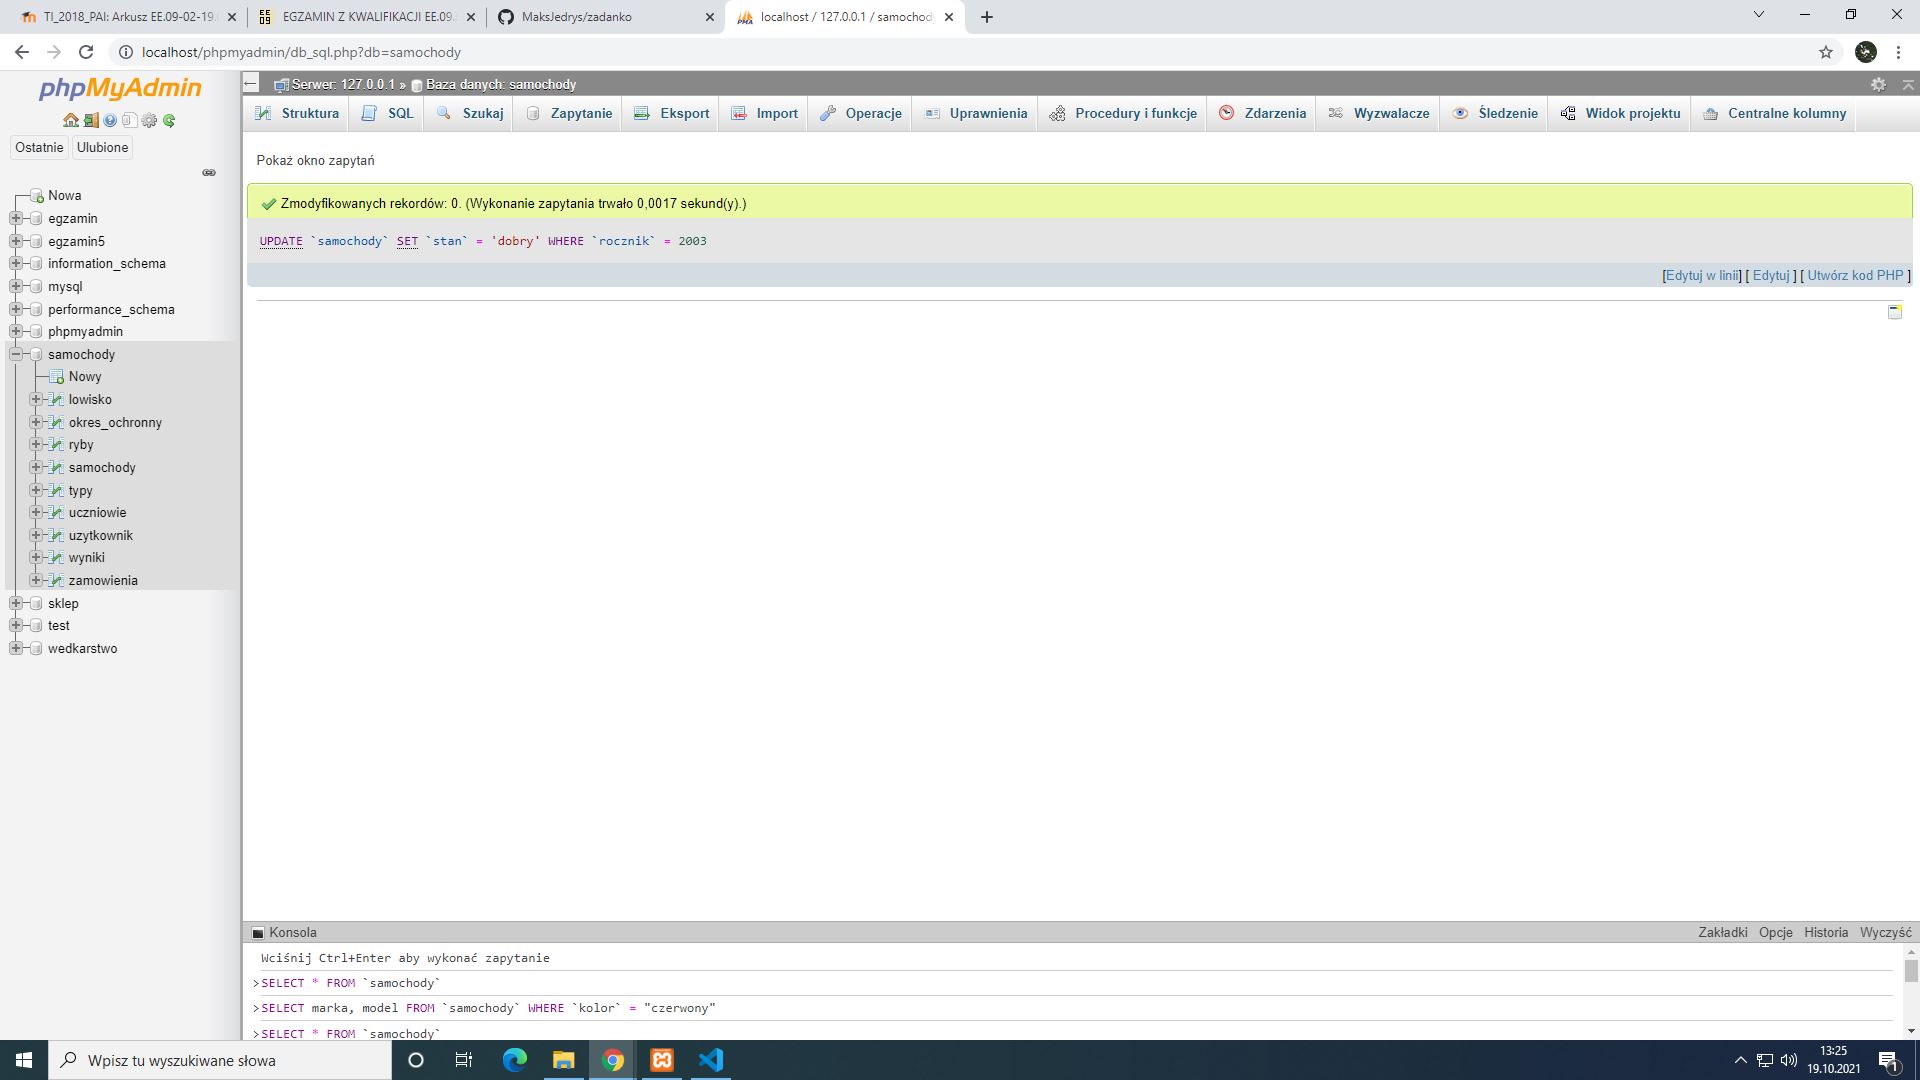 TI_2018_PAI: Arkusz EE.09-02-19.
EGZAMIN Z KWALIFIKACJI EE.09.
MaksJedrys/zadanko
localhost / 127.0.0.1 / samochody
localhost/phpmyadmin/db_sql.php?db=samochody
phpMyAdmin
Ostatnie
Ulubione
Nowa
egzamin
egzamin5
information_schema
mysql
performance_schema
phpmyadmin
samochody
Nowy
lowisko
okres_ochronny
ryby
samochody
typy
uczniowie
uzytkownik
wyniki
zamowienia
sklep
test
wedkarstwo
Serwer: 127.0.0.1 » Baza danych: samochody
Struktura
SQL
Szukaj
Zapytanie
Eksport
Import
Operacje
Uprawnienia
Procedury i funkcje
Zdarzenia
Wyzwalacze
Śledzenie
Widok projektu
Centralne kolumny
Pokaż okno zapytań
Zmodyfikowanych rekordów: 0. (Wykonanie zapytania trwało 0,0017 sekund(y).)
UPDATE `samochody` SET `stan` = 'dobry' WHERE `rocznik` = 2003
[Edytuj w linii] [ Edytuj ] [ Utwórz kod PHP ]
Konsola
Zakładki Opcje Historia Wyczyść
Wciśnij Ctrl+Enter aby wykonać zapytanie
>SELECT * FROM `samochody`
>SELECT marka, model FROM `samochody` WHERE `kolor` = "czerwony"
>SELECT * FROM `samochody`
Wpisz tu wyszukiwane słowa
13:25
19.10.2021
1